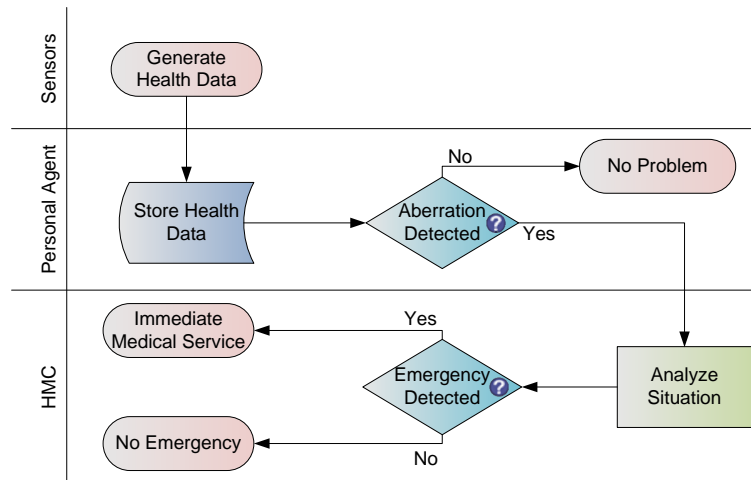 Sensors
Generate
Health Data
Personal Agent
Store Health
Data
Aberration
Detected
?
No
No Problem
Yes
HMC
Immediate
Medical Service
Yes
Emergency
Detected
?
Analyze
Situation
No Emergency
No